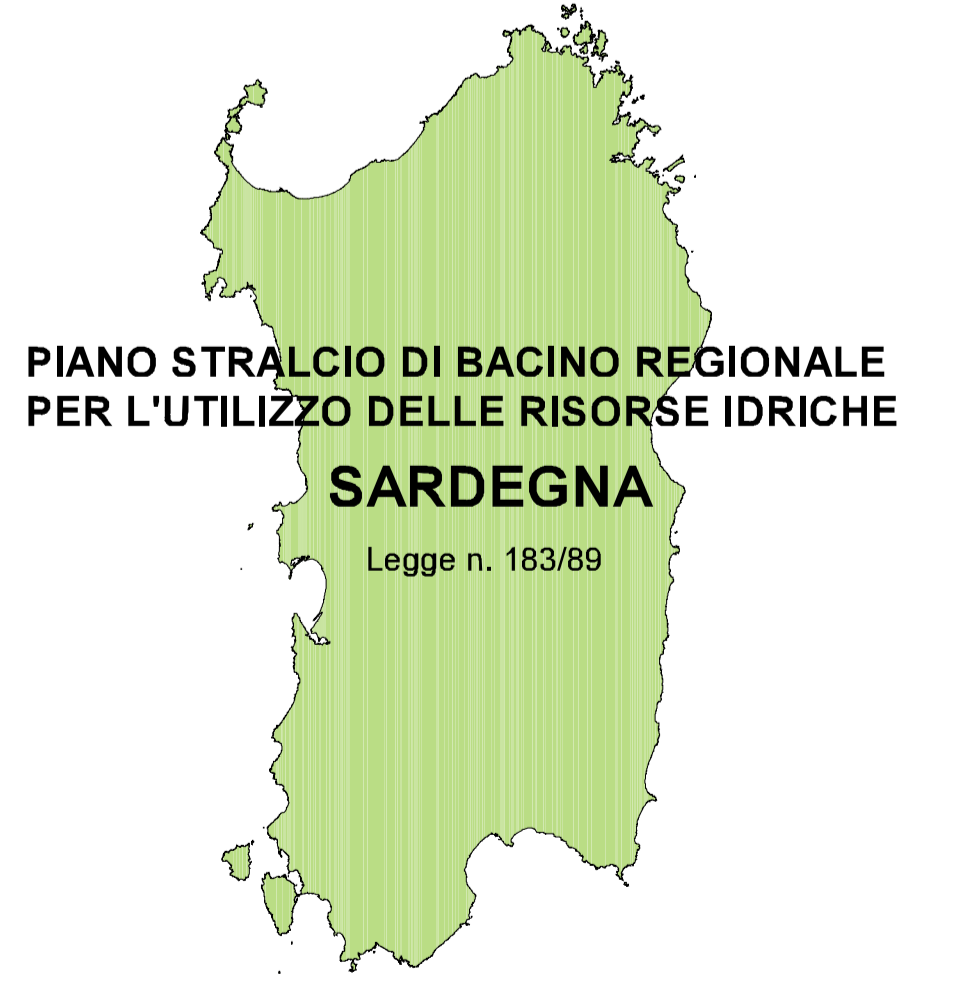 PIANO STRALCIO DI BACINO REGIONALE
PER L'UTILIZZO DELLE RISORSE IDRICHE
SARDEGNA
Legge n. 183/89